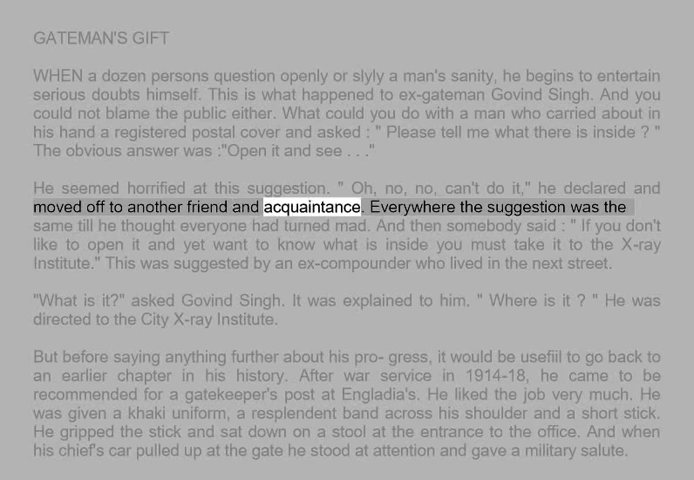 GATEMAN'S GIFT
WHEN a dozen persons question openly or slyly a man's sanity, he begins to entertain
serious doubts himself. This is what happened to ex-gateman Govind Singh. And you
could not blame the public either. What could you do with a man who carried about in
his hand a registered postal cover and asked : " Please tell me what there is inside ? "
The obvious answer was :"Open it and see . . ."
He seemed horrified at this suggestion. " Oh, no, no, can't do it," he declared and
moved off to another friend and acquaintance. Everywhere the suggestion was the
same till he thought everyone had turned mad. And then somebody said : " If you don't
like to open it and yet want to know what is inside you must take it to the X-ray
Institute." This was suggested by an ex-compounder who lived in the next street.
"What is it?" asked Govind Singh. It was explained to him. " Where is it ? " He was
directed to the City X-ray Institute.
But before saying anything further about his pro- gress, it would be usefiil to go back to
an earlier chapter in his history. After war service in 1914-18, he came to be
recommended for a gatekeeper's post at Engladia's. He liked the job very much. He
was given a khaki uniform, a resplendent band across his shoulder and a short stick.
He gripped the stick and sat down on a stool at the entrance to the office. And when
his chief's car pulled up at the gate he stood at attention and gave a military salute.